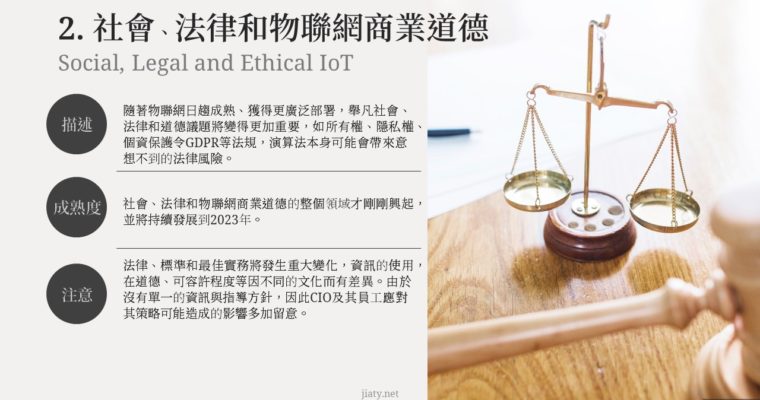 2. 社會、法律和物聯網商業道德
Social, Legal and Ethical IoT
描述
隨著物聯網日趨成熟、獲得更廣泛部署，舉凡社會、
法律和道德議題將變得更加重要，如所有權、隱私權、
個資保護令GDPR等法規，演算法本身可能會帶來意
想不到的法律風險。
成熟度
社會、法律和物聯網商業道德的整個領域才剛剛興起，
並將持續發展到2023年。
注意
法律、標準和最佳實務將發生重大變化，資訊的使用，
在道德、可容許程度等因不同的文化而有差異。由於
沒有單一的資訊與指導方針，因此CIO及其員工應對
其策略可能造成的影響多加留意。
jiaty.net